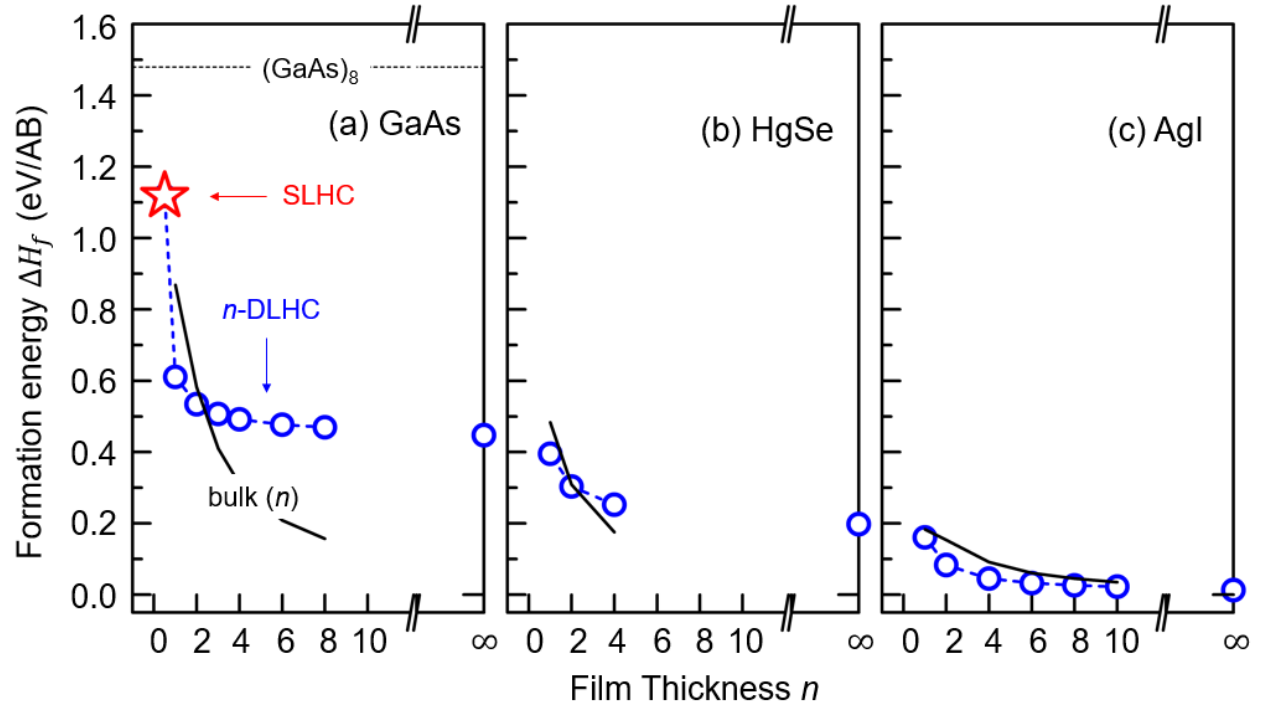 Formation energy ΔH_f (eV/AB)
1.6
1.4
1.2
1.0
0.8
0.6
0.4
0.2
0.0
(GaAs)₈
(a) GaAs
SLHC
n-DLHC
bulk (n)
0 2 4 6 8 10 ∞
(b) HgSe
0 2 4 6 8 10 ∞
(c) AgI
0 2 4 6 8 10 ∞
Film Thickness n